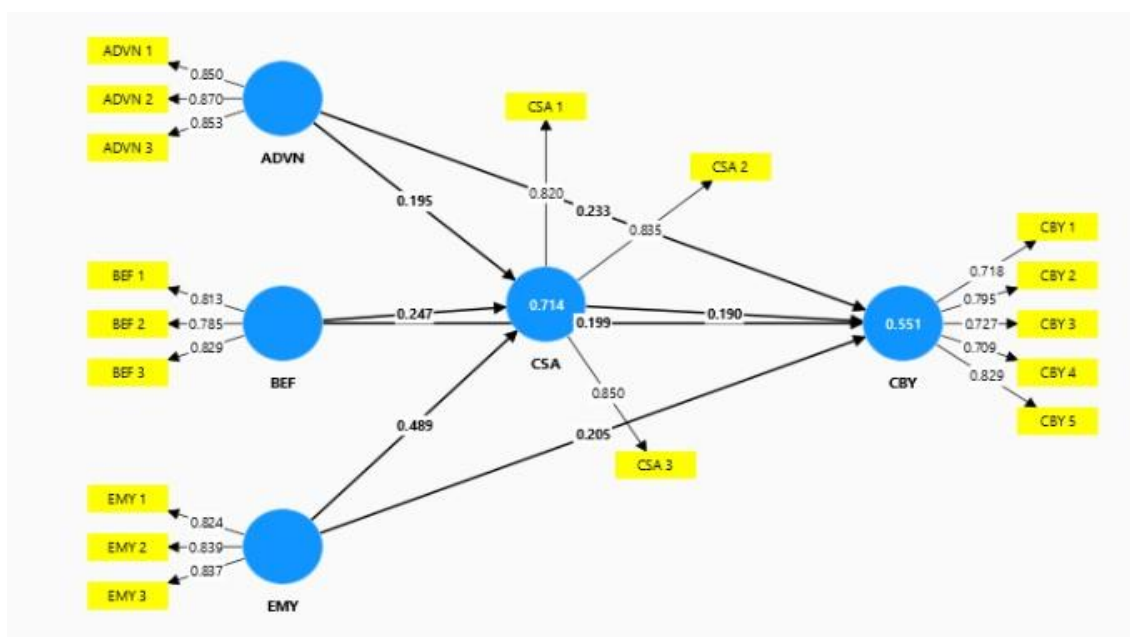 ADVN 1
0.850
ADVN 2
0.870
ADVN 3
0.853
ADVN
CSA 1
0.820
CSA 2
0.835
0.195
0.233
BEF 1
0.813
BEF 2
0.785
BEF 3
0.829
BEF
0.247
0.714
CSA
0.199
0.190
0.850
CSA 3
0.551
CBY
CBY 1
0.718
CBY 2
0.795
CBY 3
0.727
CBY 4
0.709
CBY 5
0.829
0.489
0.205
EMY 1
0.824
EMY 2
0.839
EMY 3
0.837
EMY